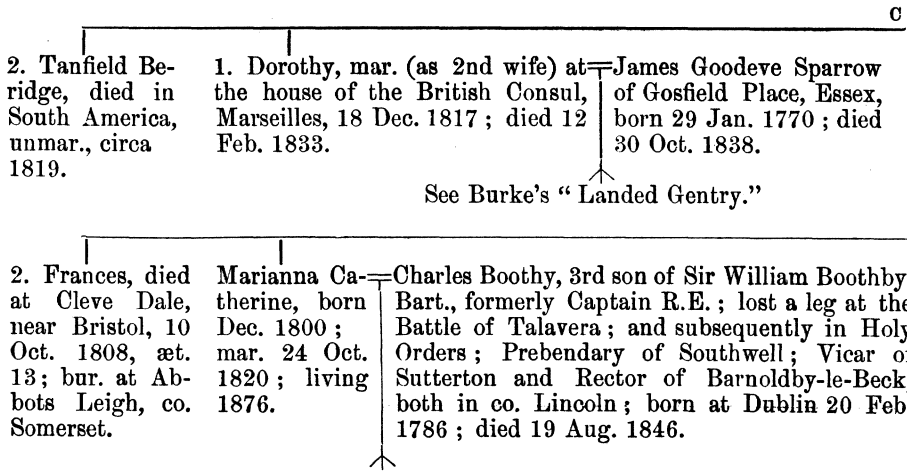 C
2. Tanfield Be-
ridge, died in
South America,
unmar., circa
1819.
1. Dorothy, mar. (as 2nd wife) at
the house of the British Consul,
Marseilles, 18 Dec. 1817 ; died 12
Feb. 1833.
James Goodeve Sparrow
of Gosfield Place, Essex,
born 29 Jan. 1770 ; died
30 Oct. 1838.
See Burke's “ Landed Gentry.”
2. Frances, died
at Cleve Dale,
near Bristol, 10
Oct. 1808, æt.
13; bur. at Ab-
bots Leigh, co.
Somerset.
Marianna Ca-
therine, born
Dec. 1800 ;
mar. 24 Oct.
1820 ; living
1876.
Charles Boothy, 3rd son of Sir William Boothby
Bart., formerly Captain R.E. ; lost a leg at the
Battle of Talavera ; and subsequently in Holy
Orders ; Prebendary of Southwell ; Vicar o
Sutterton and Rector of Barnoldby-le-Beck
both in co. Lincoln ; born at Dublin 20 Feb
1786 ; died 19 Aug. 1846.